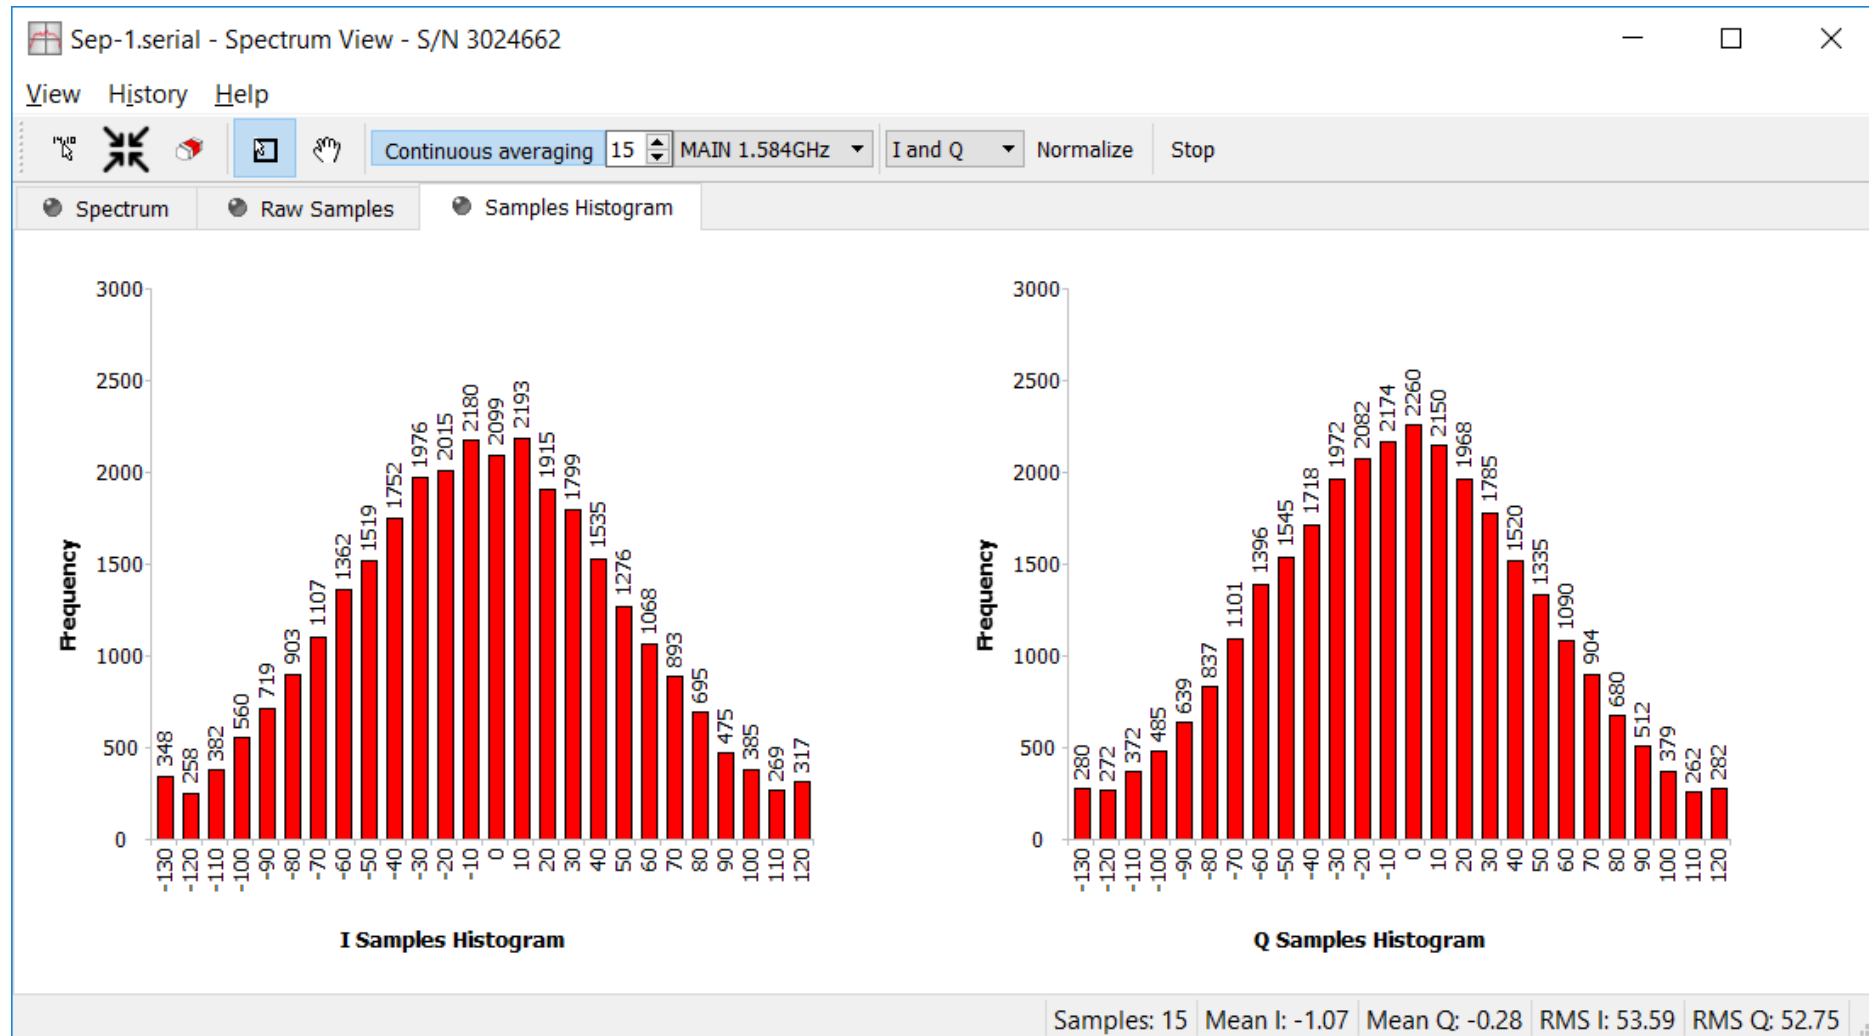 Sep-1.serial - Spectrum View - S/N 3024662
View History Help
Continuous averaging 15 MAIN 1.584GHz I and Q Normalize Stop
Spectrum Raw Samples Samples Histogram
3000
2500
2000
1500
1000
500
0
Frequency
348 258 382 560 719 903 1107 1362 1519 1752 1976 2015 2180 2099 2193 1915 1799 1535 1276 1068 893 695 475 385 269 317
-130 -120 -110 -100 -90 -80 -70 -60 -50 -40 -30 -20 -10 0 10 20 30 40 50 60 70 80 90 100 110 120
I Samples Histogram
3000
2500
2000
1500
1000
500
0
Frequency
280 272 372 485 639 837 1101 1396 1545 1718 1972 2082 2174 2260 2150 1968 1785 1520 1335 1090 904 680 512 379 262 282
-130 -120 -110 -100 -90 -80 -70 -60 -50 -40 -30 -20 -10 0 10 20 30 40 50 60 70 80 90 100 110 120
Q Samples Histogram
Samples: 15 Mean I: -1.07 Mean Q: -0.28 RMS I: 53.59 RMS Q: 52.75